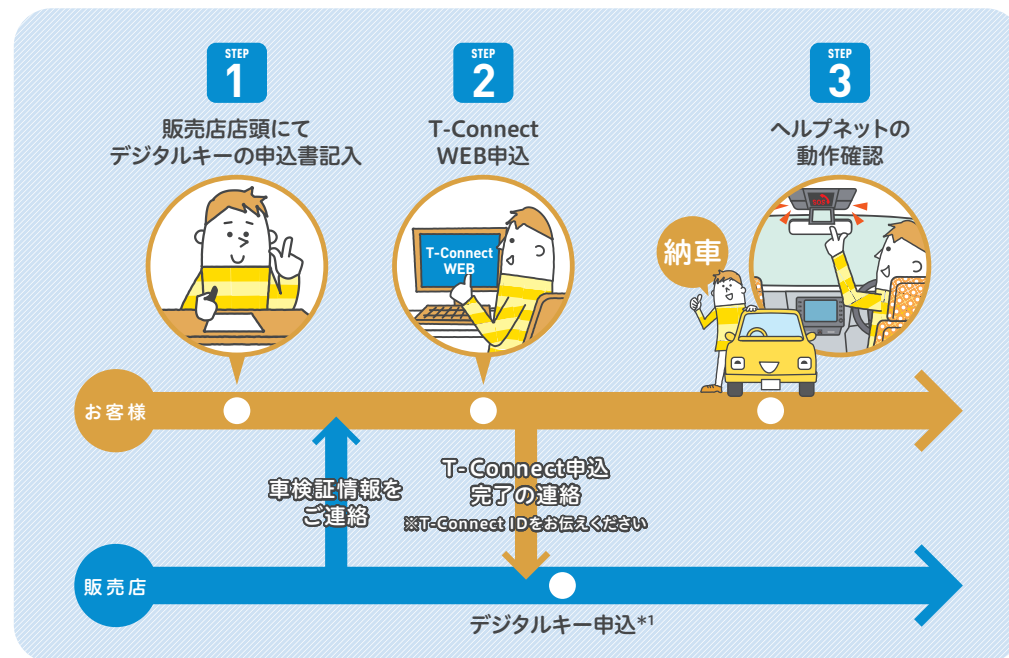 STEP
1
販売店店頭にて
デジタルキーの申込書記入
STEP
2
T-Connect
WEB申込
STEP
3
ヘルプネットの
動作確認
T-Connect
WEB
SOS
納車
お客様
車検証情報を
ご連絡
T-Connect申込
完了の連絡
※T-Connect IDをお伝えください
販売店
デジタルキー申込*1